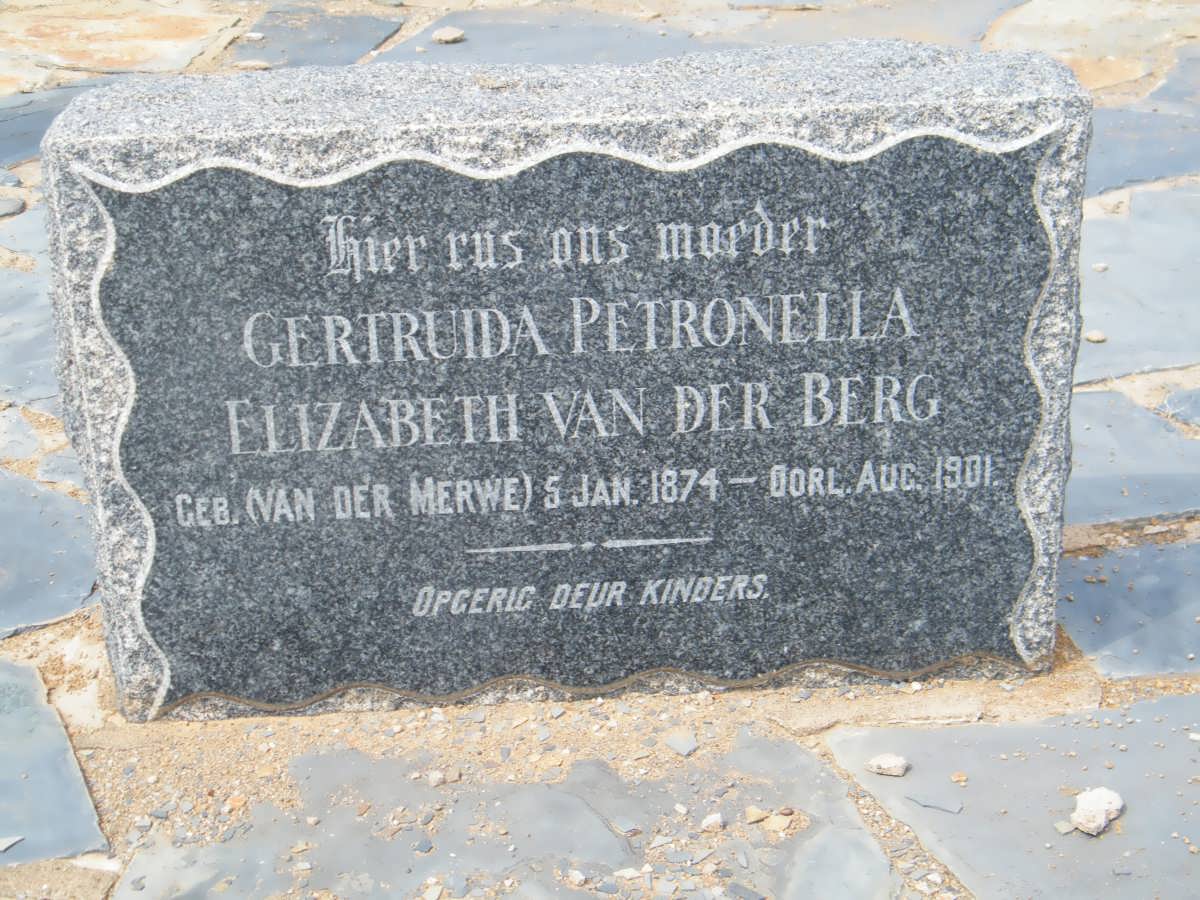 Hier rus ons moeder
GERTRUIDA PETRONELLA
ELIZABETH VAN DER BERG
GEB. (VAN DER MERWE) 5 JAN. 1874 — OORL. AUG. 1901.
OPGERIG DEUR KINDERS.